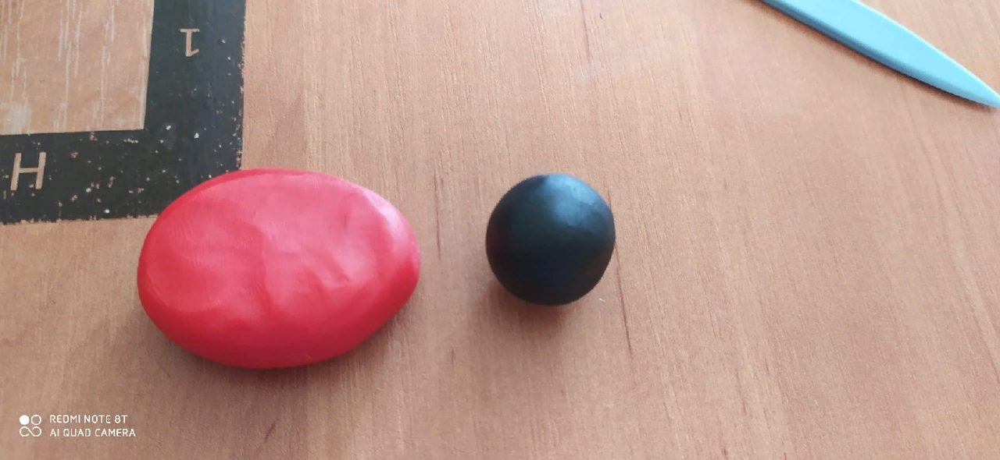 1
H
REDMI NOTE 8T
AI QUAD CAMERA